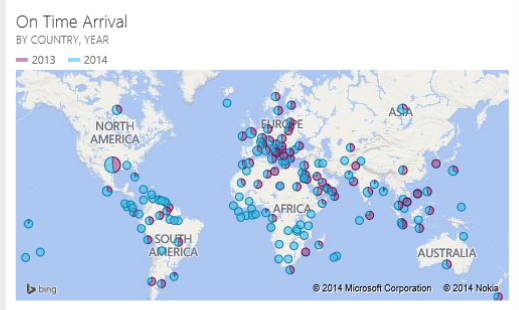 On Time Arrival
BY COUNTRY, YEAR
2013 2014
ASIA
EUROPE
NORTH
AMERICA
AFRICA
SOUTH
AMERICA
AUSTRALIA
bing
© 2014 Microsoft Corporation © 2014 Nokia